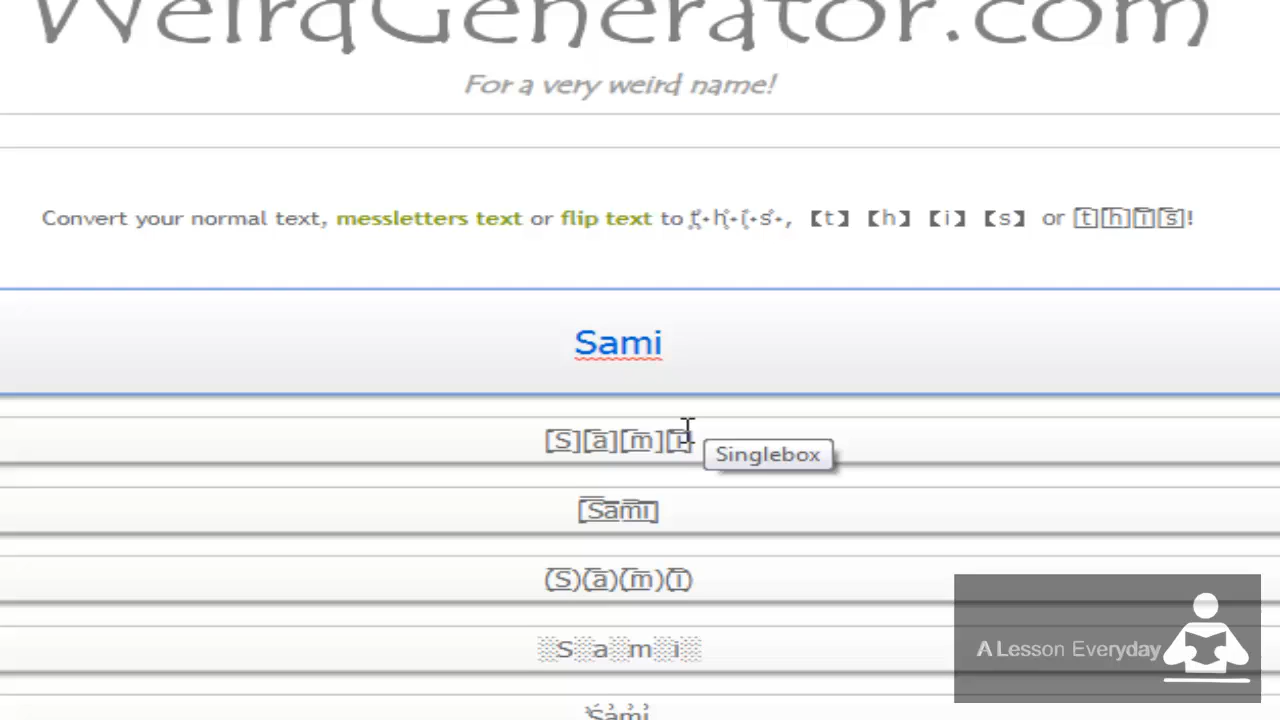 WeirdGenerator.com
For a very weird name!
Convert your normal text, messletters text or flip text to t҉h҉i҉s҉, 【t】【h】【i】【s】 or [̲̅t][̲̅h][̲̅i][̲̅s]!
Sami
[̲̅S][̲̅a][̲̅m][̲̅i]
Singlebox
[̲̅S̲̅a̲̅m̲̅i̲̅]
(̲̅S)(̲̅a)(̲̅m)(̲̅i)
░S░a░m░i░
A Lesson Everyday
S̾a̾m̾i̾